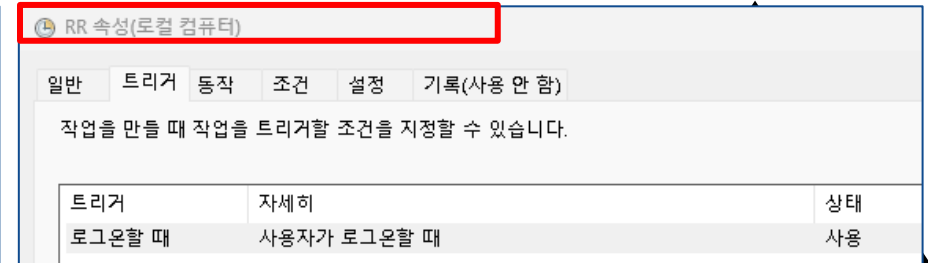 RR 속성(로컬 컴퓨터)
일반 트리거 동작 조건 설정 기록(사용 안 함)
작업을 만들 때 작업을 트리거할 조건을 지정할 수 있습니다.
트리거 자세히 상태
로그온할 때 사용자가 로그온할 때 사용